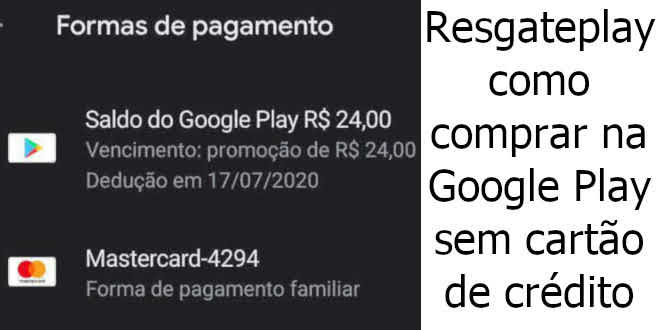 Formas de pagamento
Saldo do Google Play R$ 24,00
Vencimento: promoção de R$ 24,00
Dedução em 17/07/2020
Mastercard-4294
Forma de pagamento familiar
Resgateplay
como
comprar na
Google Play
sem cartão
de crédito